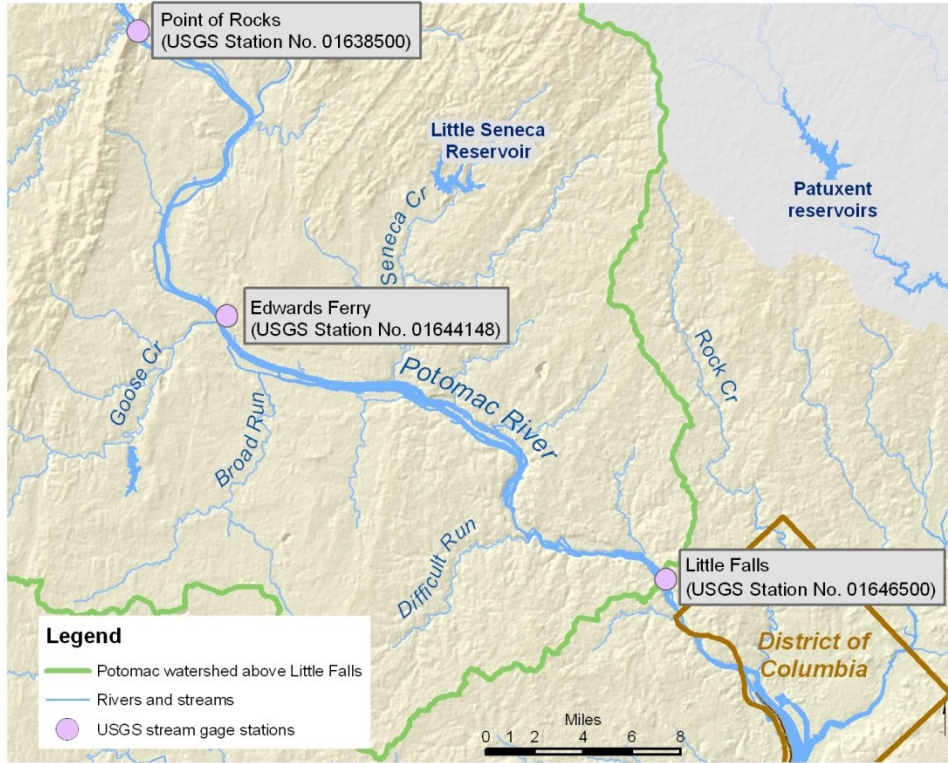 Point of Rocks
(USGS Station No. 01638500)
Little Seneca
Reservoir
Patuxent
reservoirs
Seneca Cr
Edwards Ferry
(USGS Station No. 01644148)
Goose Cr
Broad Run
Potomac River
Rock Cr
Difficult Run
Little Falls
(USGS Station No. 01646500)
District of
Columbia
Legend
Potomac watershed above Little Falls
Rivers and streams
USGS stream gage stations
Miles
0 1 2 4 6 8